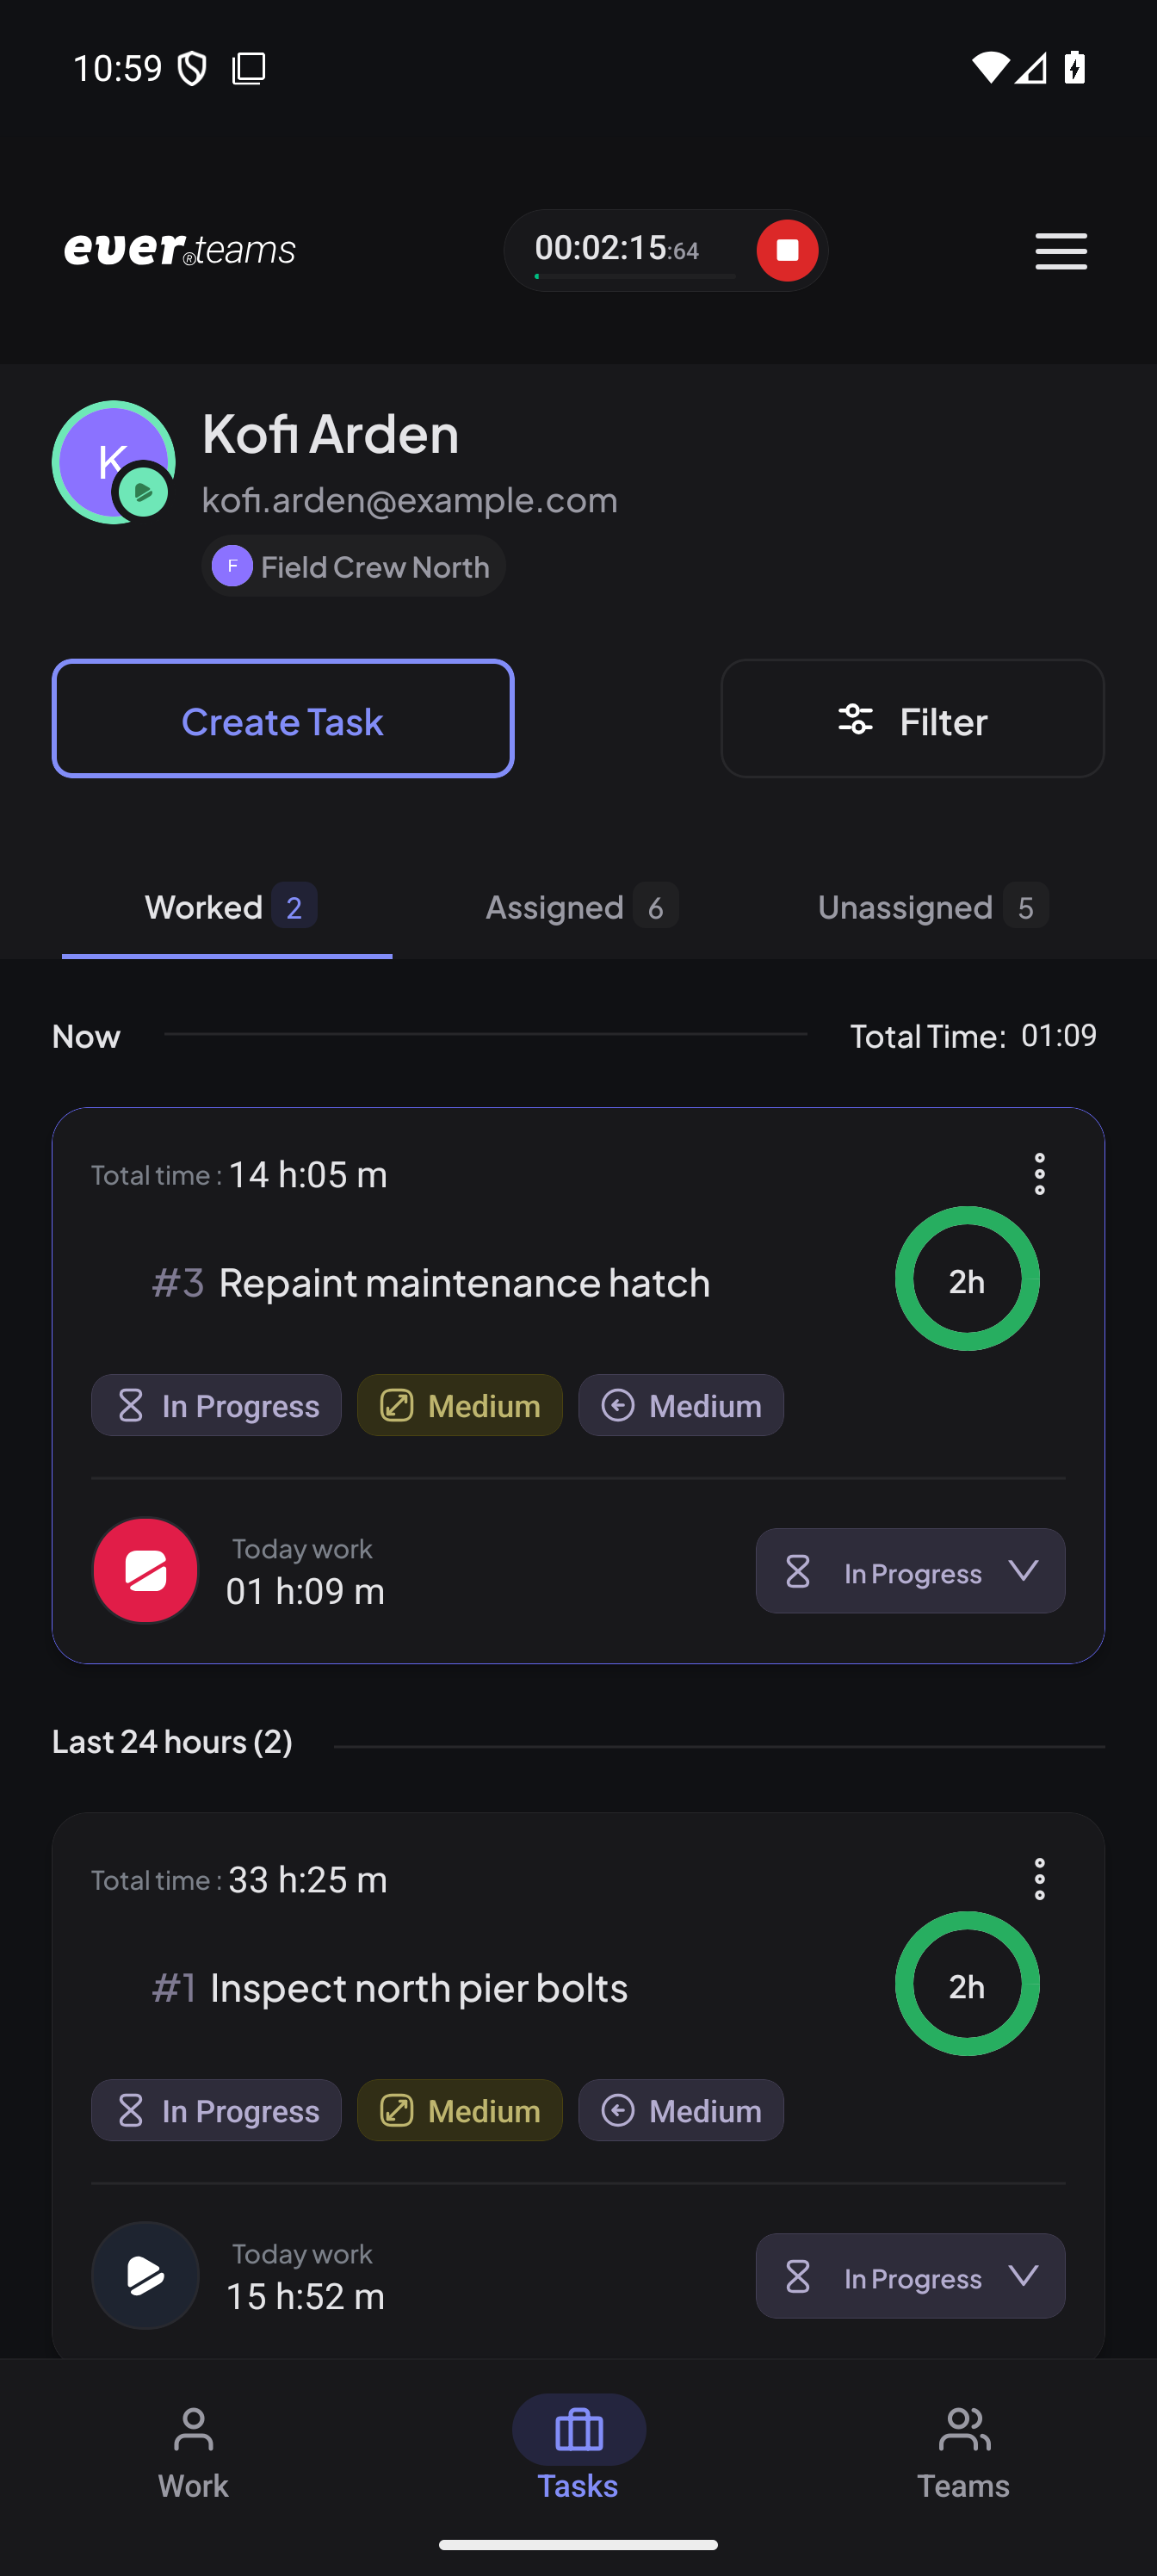 10:59
ever® teams
00:02:15:64
K
Kofi Arden
kofi.arden@example.com
F Field Crew North
Create Task
Filter
Worked 2
Assigned 6
Unassigned 5
Now
Total Time: 01:09
Total time : 14 h:05 m
#3 Repaint maintenance hatch
2h
In Progress
Medium
Medium
Today work
01 h:09 m
In Progress
Last 24 hours (2)
Total time : 33 h:25 m
#1 Inspect north pier bolts
2h
In Progress
Medium
Medium
Today work
15 h:52 m
In Progress
Work
Tasks
Teams